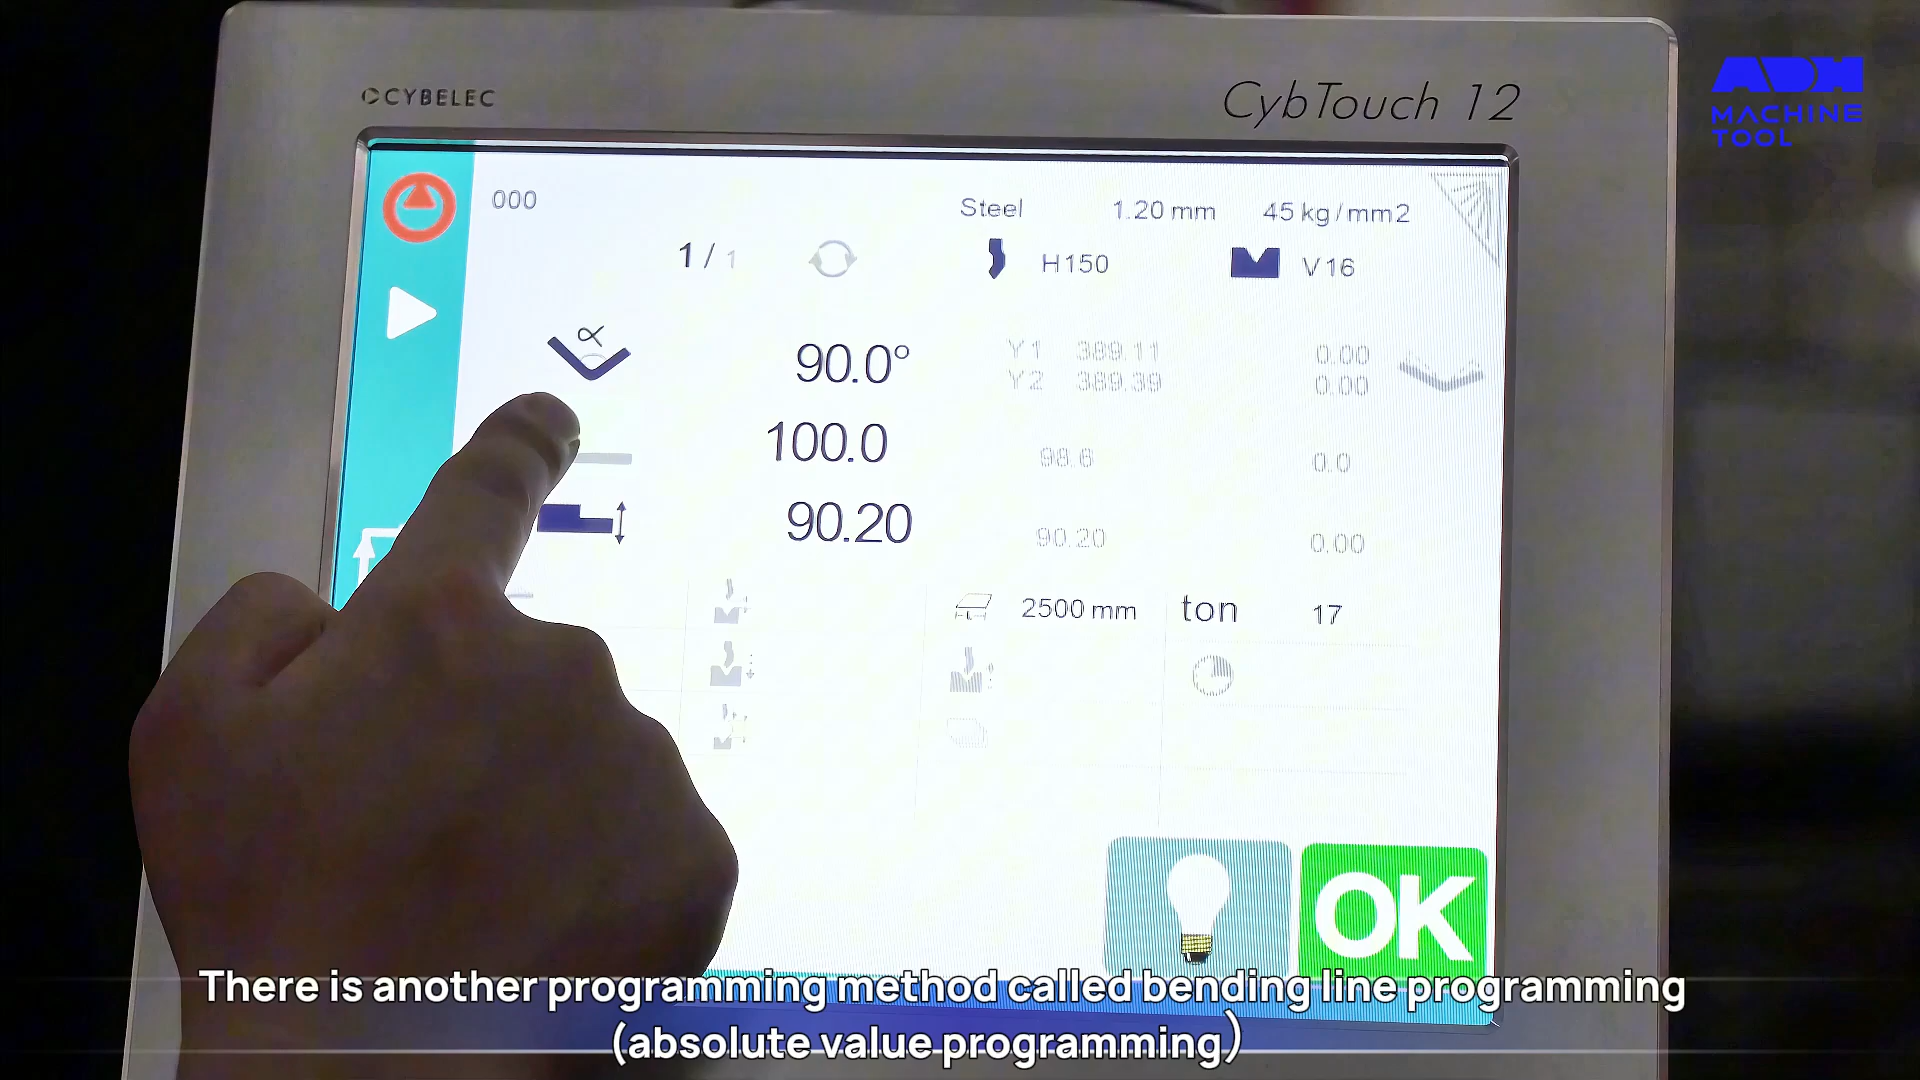 CYBELEC
CybTouch 12
ADH
MACHINE
TOOL
000
Steel 1.20 mm 45 kg/mm2
1 / 1
H150
V16
α
90.0°
Y1 389.11 0.00
Y2 389.39 0.00
100.0 98.6 0.0
90.20 90.20 0.00
2500 mm ton 17
OK
There is another programming method called bending line programming
(absolute value programming)